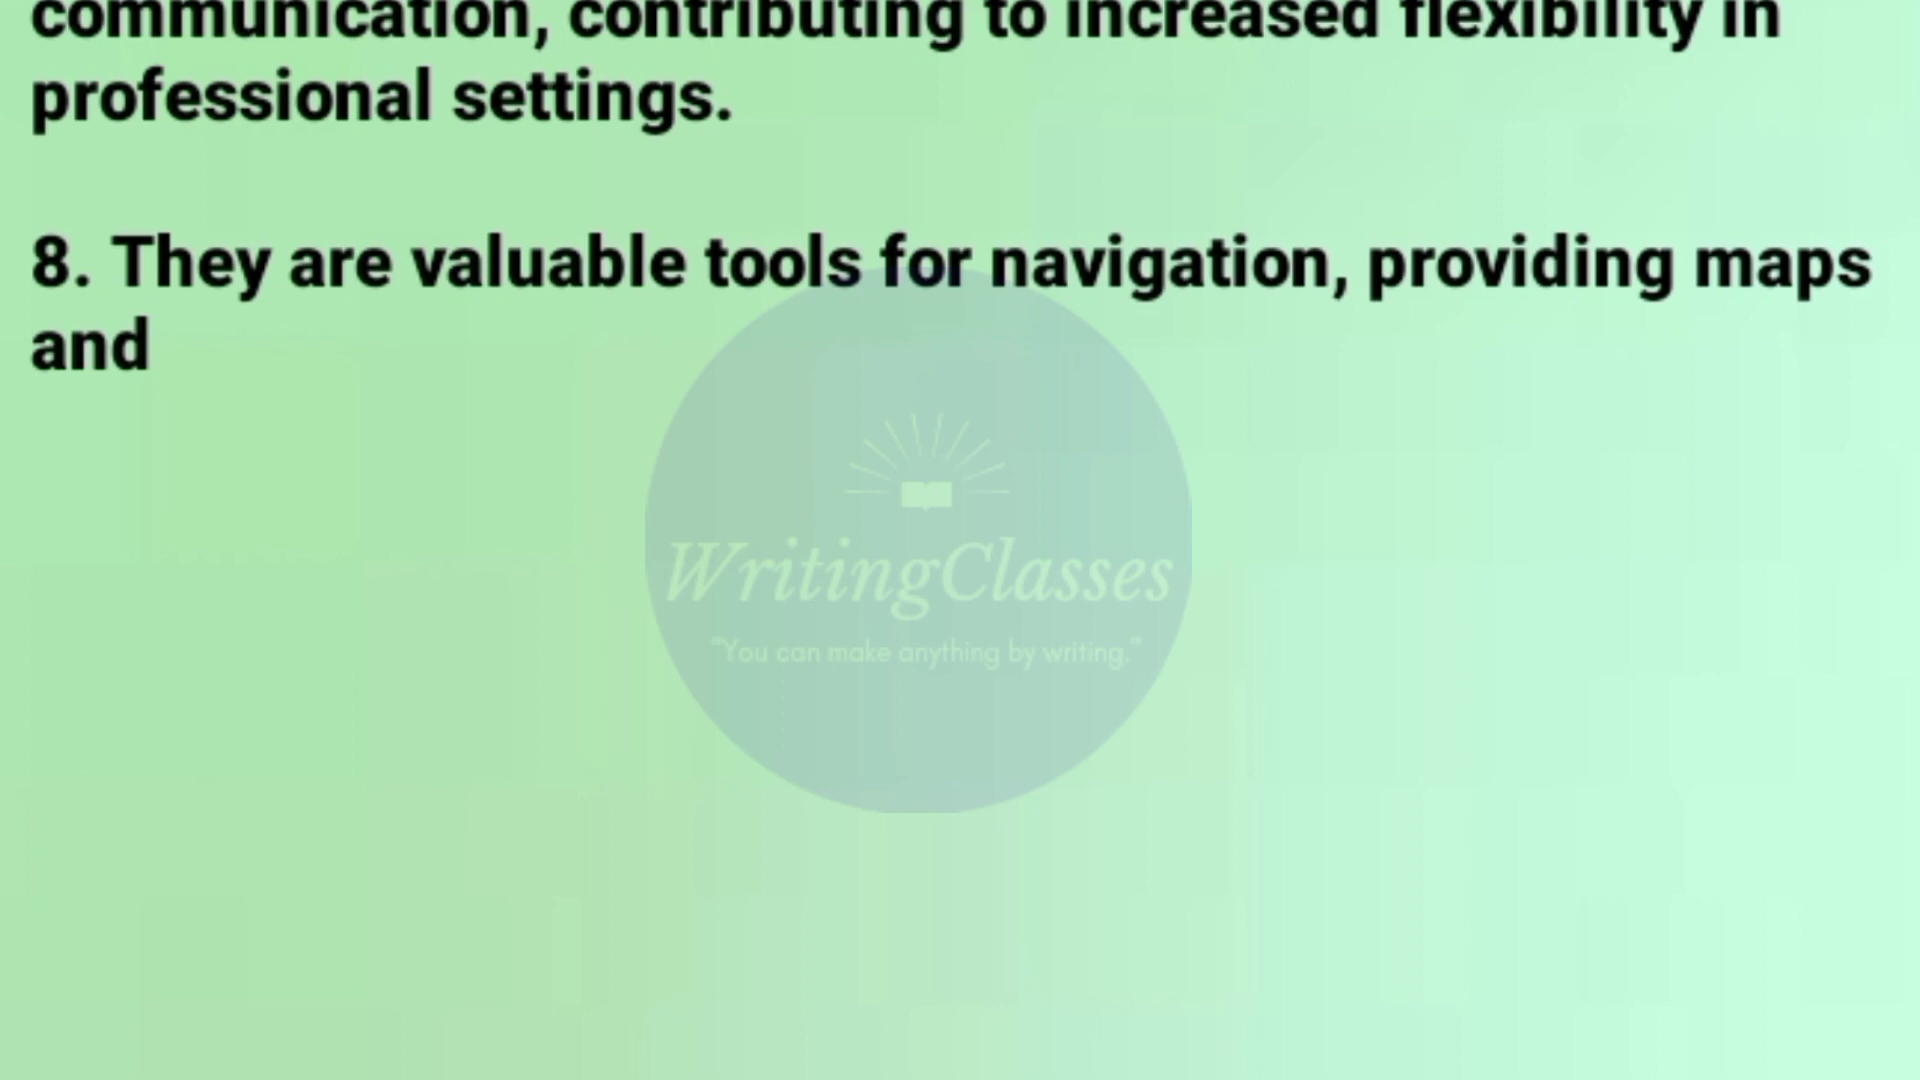 communication, contributing to increased flexibility in
professional settings.
8. They are valuable tools for navigation, providing maps
and
WritingClasses
"You can make anything by writing."